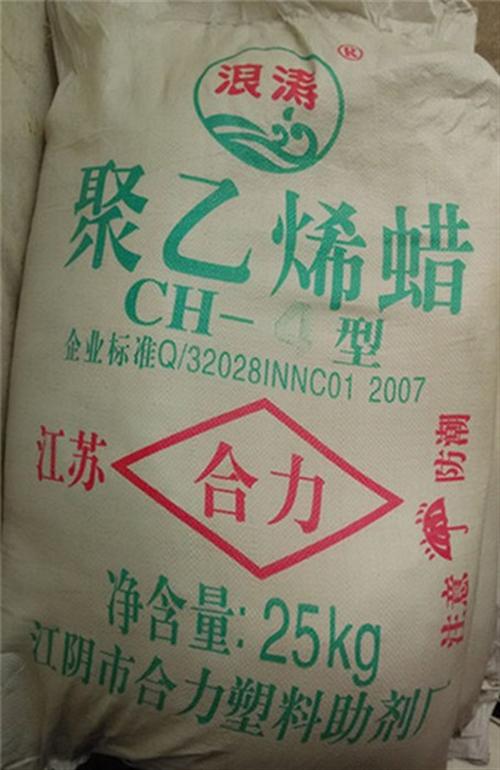 浪涛®
聚乙烯蜡
CH-4型
企业标准Q/32028INNC01 2007
江苏
合力
注意 防潮
净含量:25kg
江阴市合力塑料助剂厂